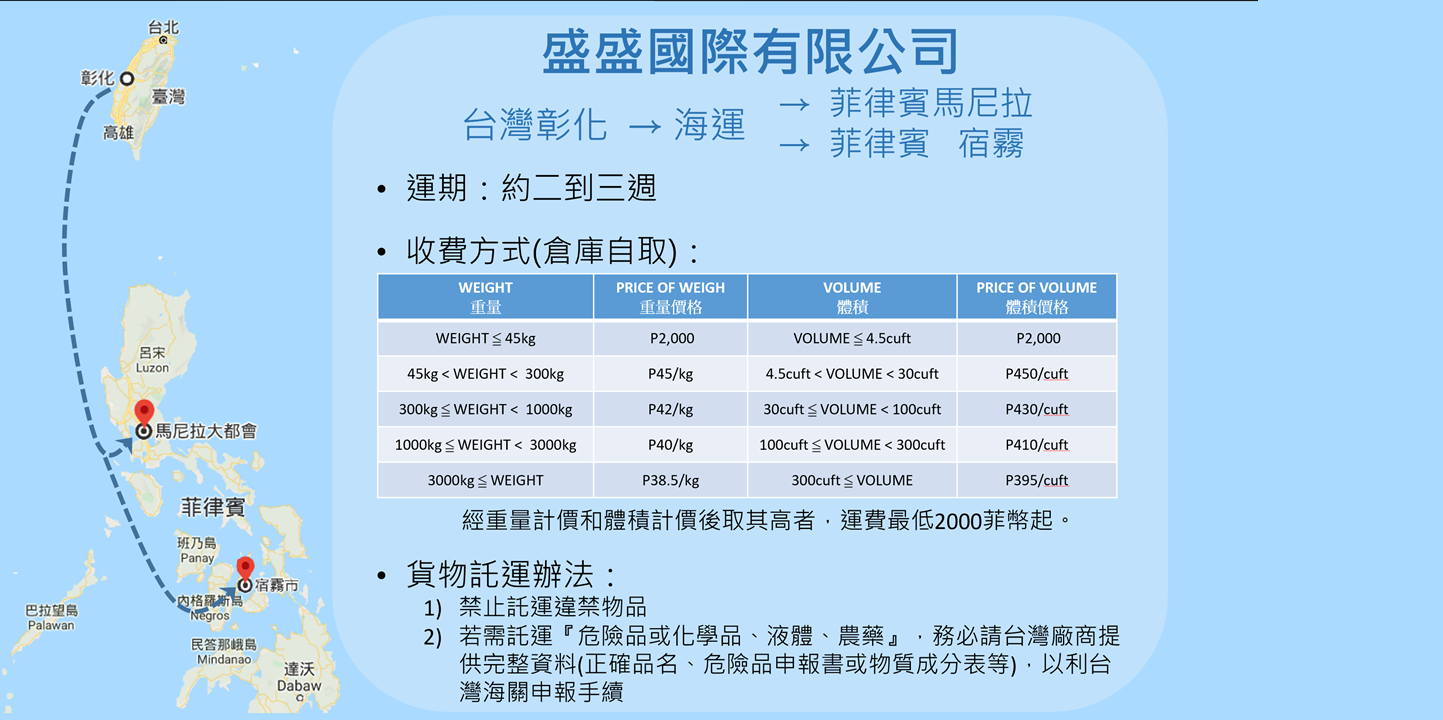 台北
彰化
臺灣
高雄
呂宋
Luzon
馬尼拉大都會
菲律賓
班乃島
Panay
宿霧市
內格羅斯島
Negros
巴拉望島
Palawan
民答那峨島
Mindanao
達沃
Dabaw
盛盛國際有限公司
台灣彰化 → 海運
→ 菲律賓馬尼拉
→ 菲律賓 宿霧
• 運期：約二到三週
• 收費方式(倉庫自取)：
WEIGHT PRICE OF WEIGH VOLUME PRICE OF VOLUME
重量 重量價格 體積 體積價格
WEIGHT ≦ 45kg P2,000 VOLUME ≦ 4.5cuft P2,000
45kg < WEIGHT < 300kg P45/kg 4.5cuft < VOLUME < 30cuft P450/cuft
300kg ≦ WEIGHT < 1000kg P42/kg 30cuft ≦ VOLUME < 100cuft P430/cuft
1000kg ≦ WEIGHT < 3000kg P40/kg 100cuft ≦ VOLUME < 300cuft P410/cuft
3000kg ≦ WEIGHT P38.5/kg 300cuft ≦ VOLUME P395/cuft
經重量計價和體積計價後取其高者，運費最低2000菲幣起。
• 貨物託運辦法：
1) 禁止託運違禁物品
2) 若需託運『危險品或化學品、液體、農藥』，務必請台灣廠商提
供完整資料(正確品名、危險品申報書或物質成分表等)，以利台
灣海關申報手續